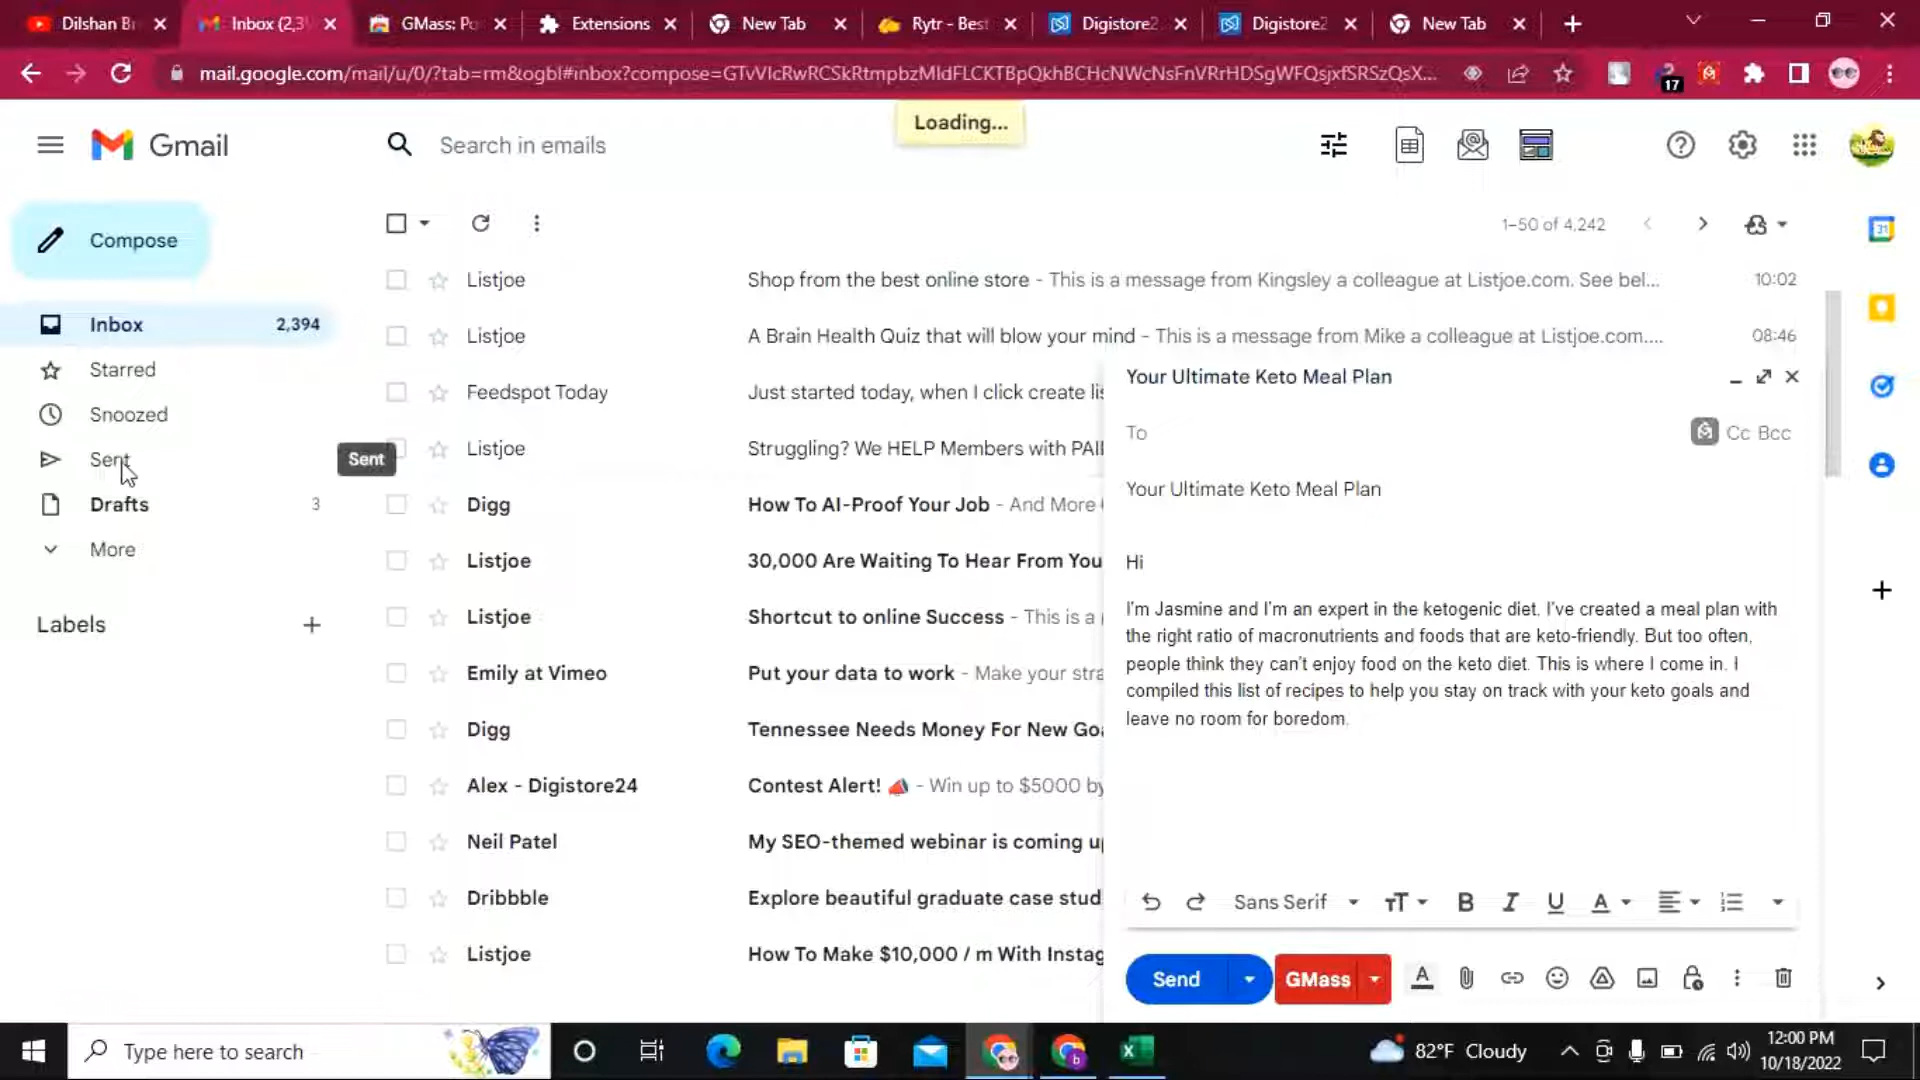 Dilshan B
Inbox (2,3
GMass: Po
Extensions
New Tab
Rytr - Best
Digistore2
Digistore2
New Tab
mail.google.com/mail/u/0/?tab=rm&ogbl#inbox?compose=GTvVlcRwRCSkRtmpbzMldFLCKTBpQkhBCHcNWcNsFnVRrHDSgWFQsjxfSRSzQsX...
17
Loading...
Gmail
Search in emails
Compose
1–50 of 4,242
31
Inbox 2,394
Starred
Snoozed
Sent
Sent
Drafts 3
More
Labels
Listjoe Shop from the best online store - This is a message from Kingsley a colleague at Listjoe.com. See bel... 10:02
Listjoe A Brain Health Quiz that will blow your mind - This is a message from Mike a colleague at Listjoe.com.... 08:46
Feedspot Today Just started today, when I click create lis
Listjoe Struggling? We HELP Members with PAI
Digg How To AI-Proof Your Job - And More
Listjoe 30,000 Are Waiting To Hear From You
Listjoe Shortcut to online Success - This is a
Emily at Vimeo Put your data to work - Make your stra
Digg Tennessee Needs Money For New Goa
Alex - Digistore24 Contest Alert! 📣 - Win up to $5000 by
Neil Patel My SEO-themed webinar is coming up
Dribbble Explore beautiful graduate case stud
Listjoe How To Make $10,000 / m With Instag
Your Ultimate Keto Meal Plan
To Cc Bcc
Your Ultimate Keto Meal Plan
Hi
I'm Jasmine and I'm an expert in the ketogenic diet. I've created a meal plan with
the right ratio of macronutrients and foods that are keto-friendly. But too often,
people think they can't enjoy food on the keto diet. This is where I come in. I
compiled this list of recipes to help you stay on track with your keto goals and
leave no room for boredom.
Sans Serif
Send GMass
Type here to search
82°F Cloudy
12:00 PM
10/18/2022